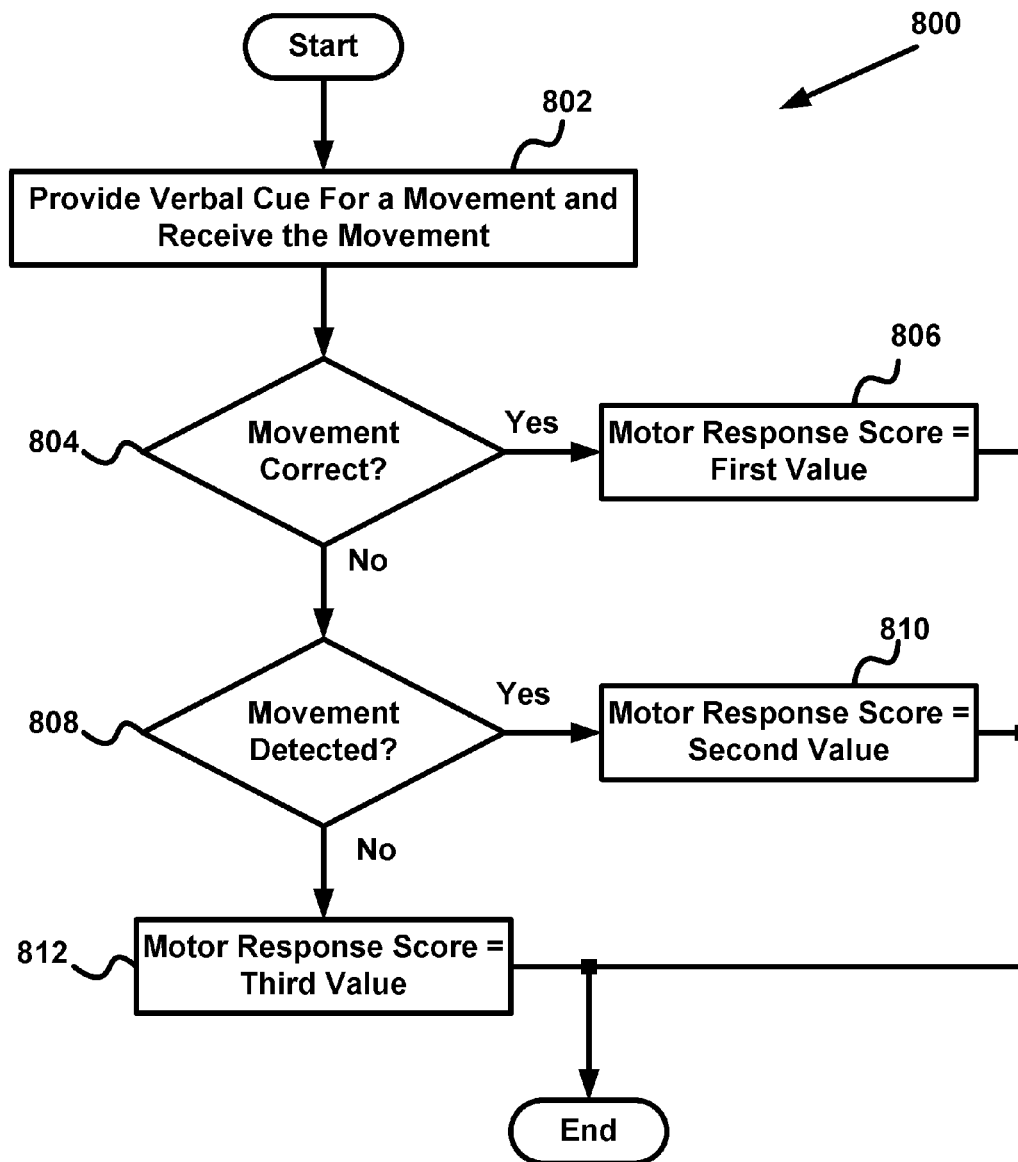 Start
800
802
Provide Verbal Cue For a Movement and
Receive the Movement
804
Movement
Correct?
Yes
806
Motor Response Score =
First Value
No
808
Movement
Detected?
Yes
810
Motor Response Score =
Second Value
No
812
Motor Response Score =
Third Value
End